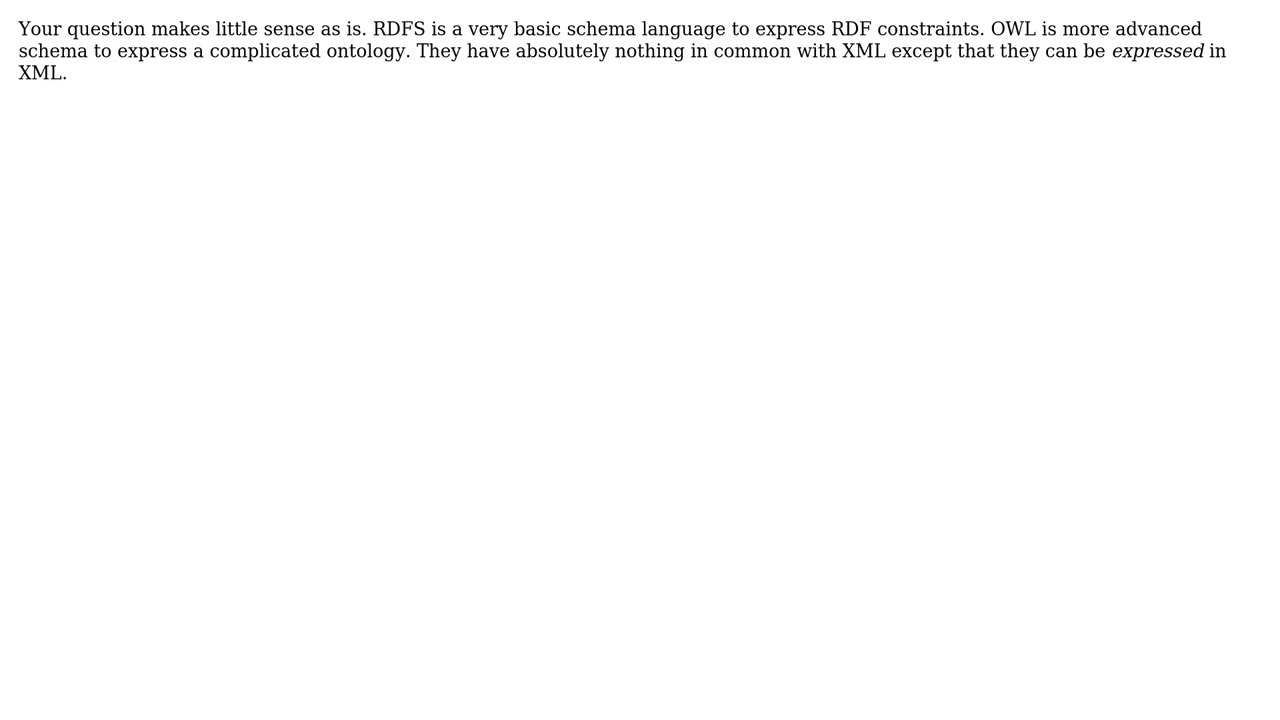 Your question makes little sense as is. RDFS is a very basic schema language to express RDF constraints. OWL is more advanced
schema to express a complicated ontology. They have absolutely nothing in common with XML except that they can be expressed in
XML.